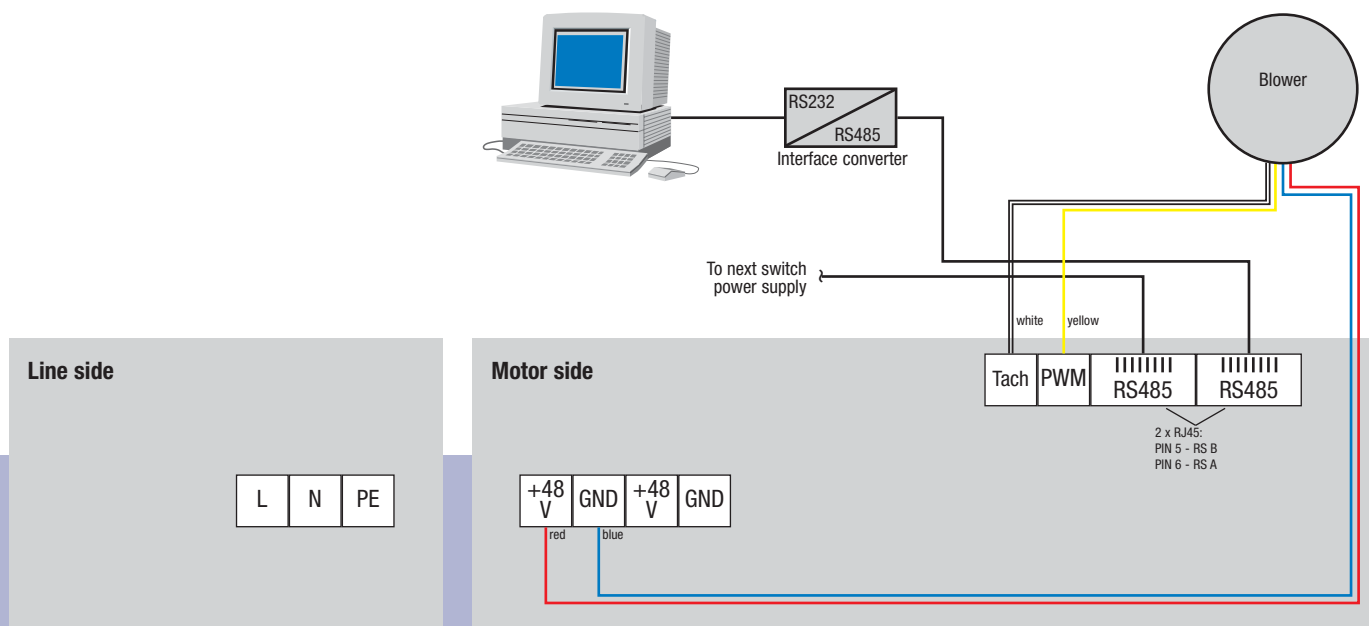 Blower
RS232
RS485
Interface converter
To next switch
power supply
white
yellow
Line side
Motor side
Tach
PWM
RS485
RS485
2 x RJ45:
PIN 5 - RS B
PIN 6 - RS A
L
N
PE
+48
V
GND
+48
V
GND
red
blue